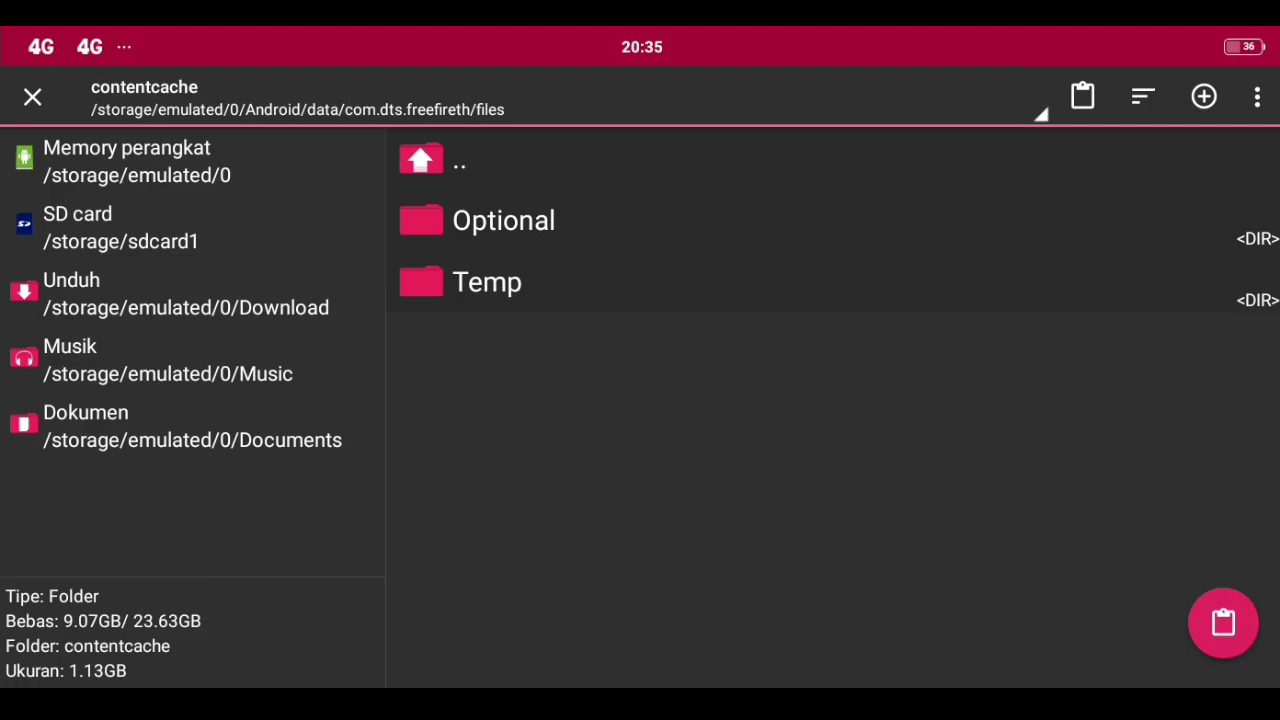 4G 4G ... 20:35 36
contentcache
/storage/emulated/0/Android/data/com.dts.freefireth/files
Memory perangkat
/storage/emulated/0
SD card
/storage/sdcard1
Unduh
/storage/emulated/0/Download
Musik
/storage/emulated/0/Music
Dokumen
/storage/emulated/0/Documents
Tipe: Folder
Bebas: 9.07GB/ 23.63GB
Folder: contentcache
Ukuran: 1.13GB
..
Optional
<DIR>
Temp
<DIR>